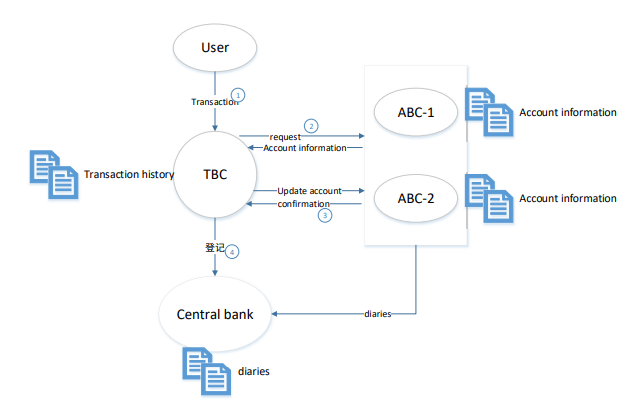 User
1
Transaction
ABC-1
Account information
2
request
Account information
Transaction history
TBC
Update account
confirmation
3
ABC-2
Account information
登记
4
Central bank
diaries
diaries